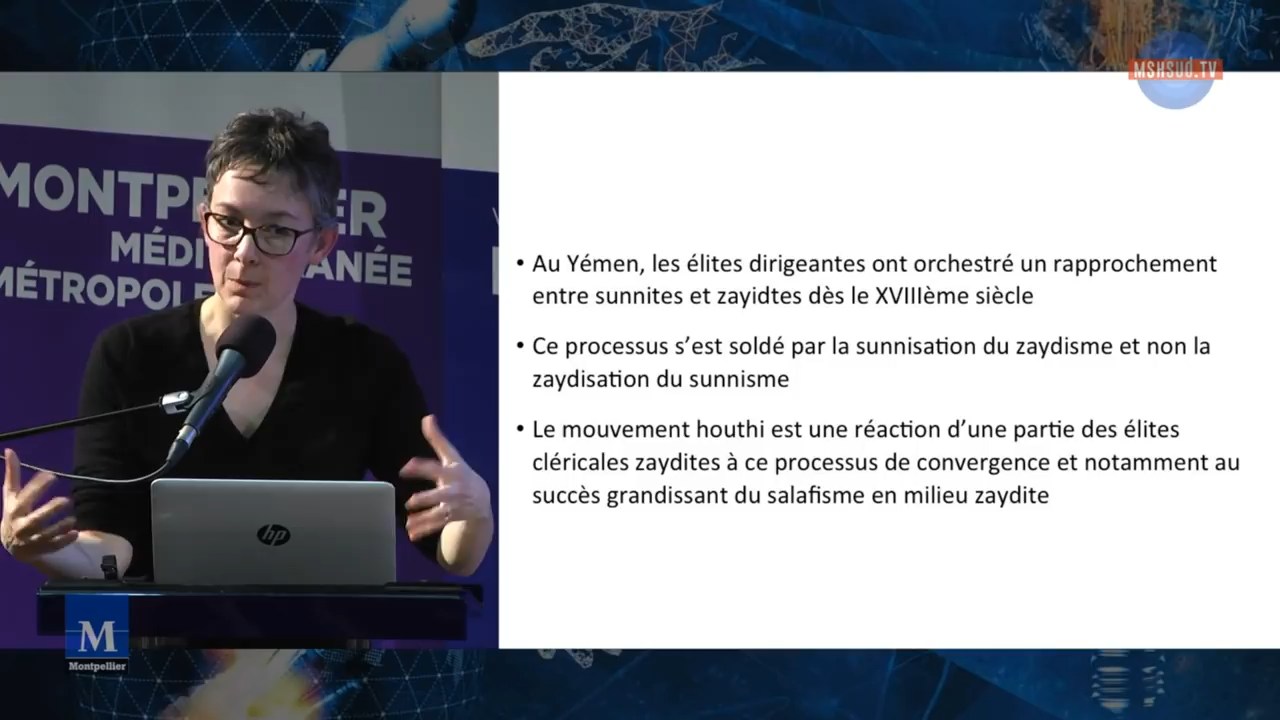 MSHSUD.TV
MONTPELLIER
MÉDITERRANÉE
MÉTROPOLE
• Au Yémen, les élites dirigeantes ont orchestré un rapprochement
entre sunnites et zayidtes dès le XVIIIème siècle
• Ce processus s’est soldé par la sunnisation du zaydisme et non la
zaydisation du sunnisme
• Le mouvement houthi est une réaction d’une partie des élites
cléricales zaydites à ce processus de convergence et notamment au
succès grandissant du salafisme en milieu zaydite
hp
M
Montpellier